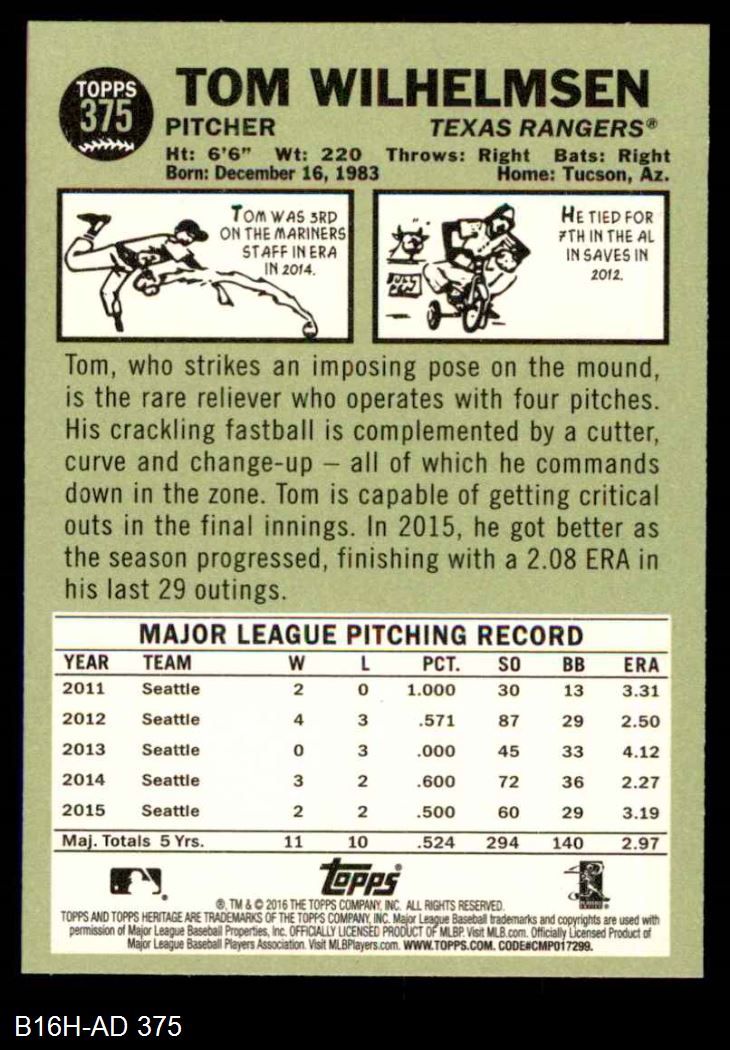 TOPPS
375
TOM WILHELMSEN
PITCHER TEXAS RANGERS®
Ht: 6'6" Wt: 220 Throws: Right Bats: Right
Born: December 16, 1983 Home: Tucson, Az.
TOM WAS 3RD
ON THE MARINERS
STAFF IN ERA
IN 2014.
HE TIED FOR
7TH IN THE AL
IN SAVES IN
2012.
Tom, who strikes an imposing pose on the mound,
is the rare reliever who operates with four pitches.
His crackling fastball is complemented by a cutter,
curve and change-up – all of which he commands
down in the zone. Tom is capable of getting critical
outs in the final innings. In 2015, he got better as
the season progressed, finishing with a 2.08 ERA in
his last 29 outings.
MAJOR LEAGUE PITCHING RECORD
YEAR TEAM W L PCT. SO BB ERA
2011 Seattle 2 0 1.000 30 13 3.31
2012 Seattle 4 3 .571 87 29 2.50
2013 Seattle 0 3 .000 45 33 4.12
2014 Seattle 3 2 .600 72 36 2.27
2015 Seattle 2 2 .500 60 29 3.19
Maj. Totals 5 Yrs. 11 10 .524 294 140 2.97
topps®
®, TM & © 2016 THE TOPPS COMPANY, INC. ALL RIGHTS RESERVED.
TOPPS AND TOPPS HERITAGE ARE TRADEMARKS OF THE TOPPS COMPANY, INC. Major League Baseball trademarks and copyrights are used with
permission of Major League Baseball Properties, Inc. OFFICIALLY LICENSED PRODUCT OF MLBP. Visit MLB.com. Officially Licensed Product of
Major League Baseball Players Association. Visit MLBPlayers.com. WWW.TOPPS.COM. CODE#CMP017299.
B16H-AD 375